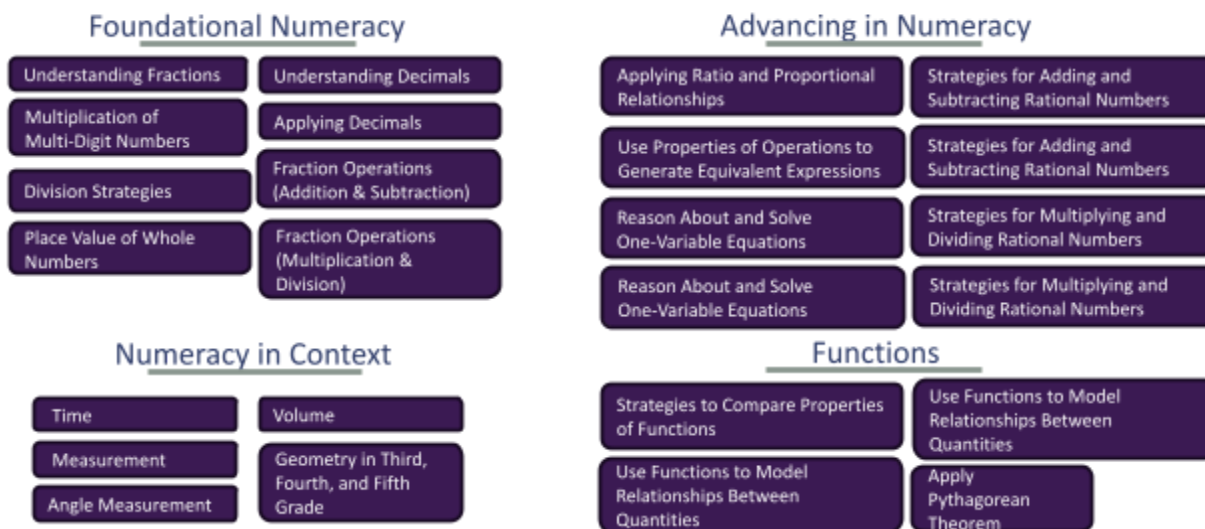 Foundational Numeracy
Understanding Fractions
Understanding Decimals
Multiplication of
Multi-Digit Numbers
Applying Decimals
Division Strategies
Fraction Operations
(Addition & Subtraction)
Place Value of Whole
Numbers
Fraction Operations
(Multiplication &
Division)
Advancing in Numeracy
Applying Ratio and Proportional
Relationships
Strategies for Adding and
Subtracting Rational Numbers
Use Properties of Operations to
Generate Equivalent Expressions
Strategies for Adding and
Subtracting Rational Numbers
Reason About and Solve
One-Variable Equations
Strategies for Multiplying and
Dividing Rational Numbers
Reason About and Solve
One-Variable Equations
Strategies for Multiplying and
Dividing Rational Numbers
Numeracy in Context
Time
Volume
Measurement
Geometry in Third,
Fourth, and Fifth
Grade
Angle Measurement
Functions
Strategies to Compare Properties
of Functions
Use Functions to Model
Relationships Between
Quantities
Use Functions to Model
Relationships Between
Quantities
Apply
Pythagorean
Theorem